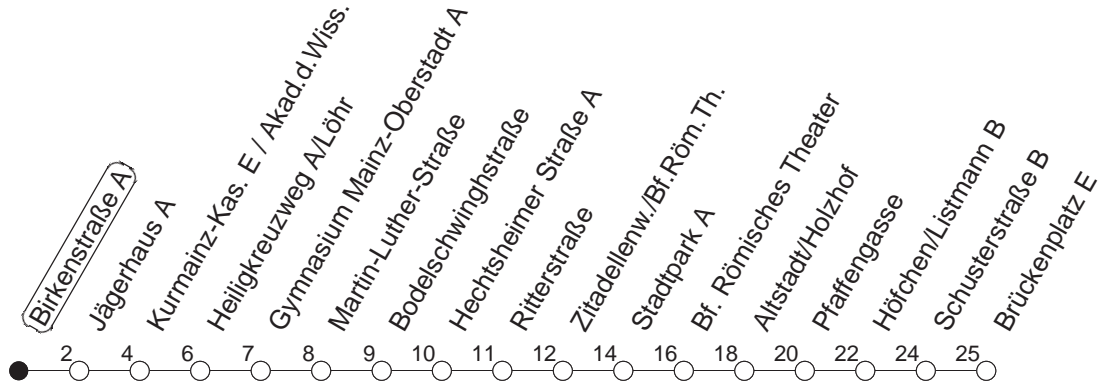 Birkenstraße A
Jägerhaus A
Kurmainz-Kas. E / Akad.d.Wiss.
Heiligkreuzweg A/Löhr
Gymnasium Mainz-Oberstadt A
Martin-Luther-Straße
Bodelschwinghstraße
Hechtsheimer Straße A
Ritterstraße
Zitadellenw./Bf.Röm.Th.
Stadtpark A
Bf. Römisches Theater
Altstadt/Holzhof
Pfaffengasse
Höfchen/Listmann B
Schusterstraße B
Brückenplatz E
2 4 6 7 8 9 10 11 12 14 16 18 20 22 24 25